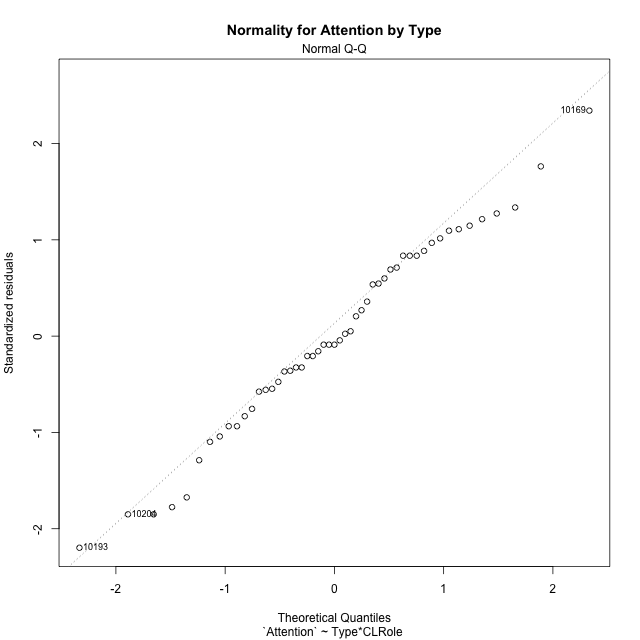 Normality for Attention by Type
Normal Q-Q
Standardized residuals
2
1
0
-1
-2
10169
10193
-2
-1
0
1
2
Theoretical Quantiles
`Attention` ~ Type*CLRole